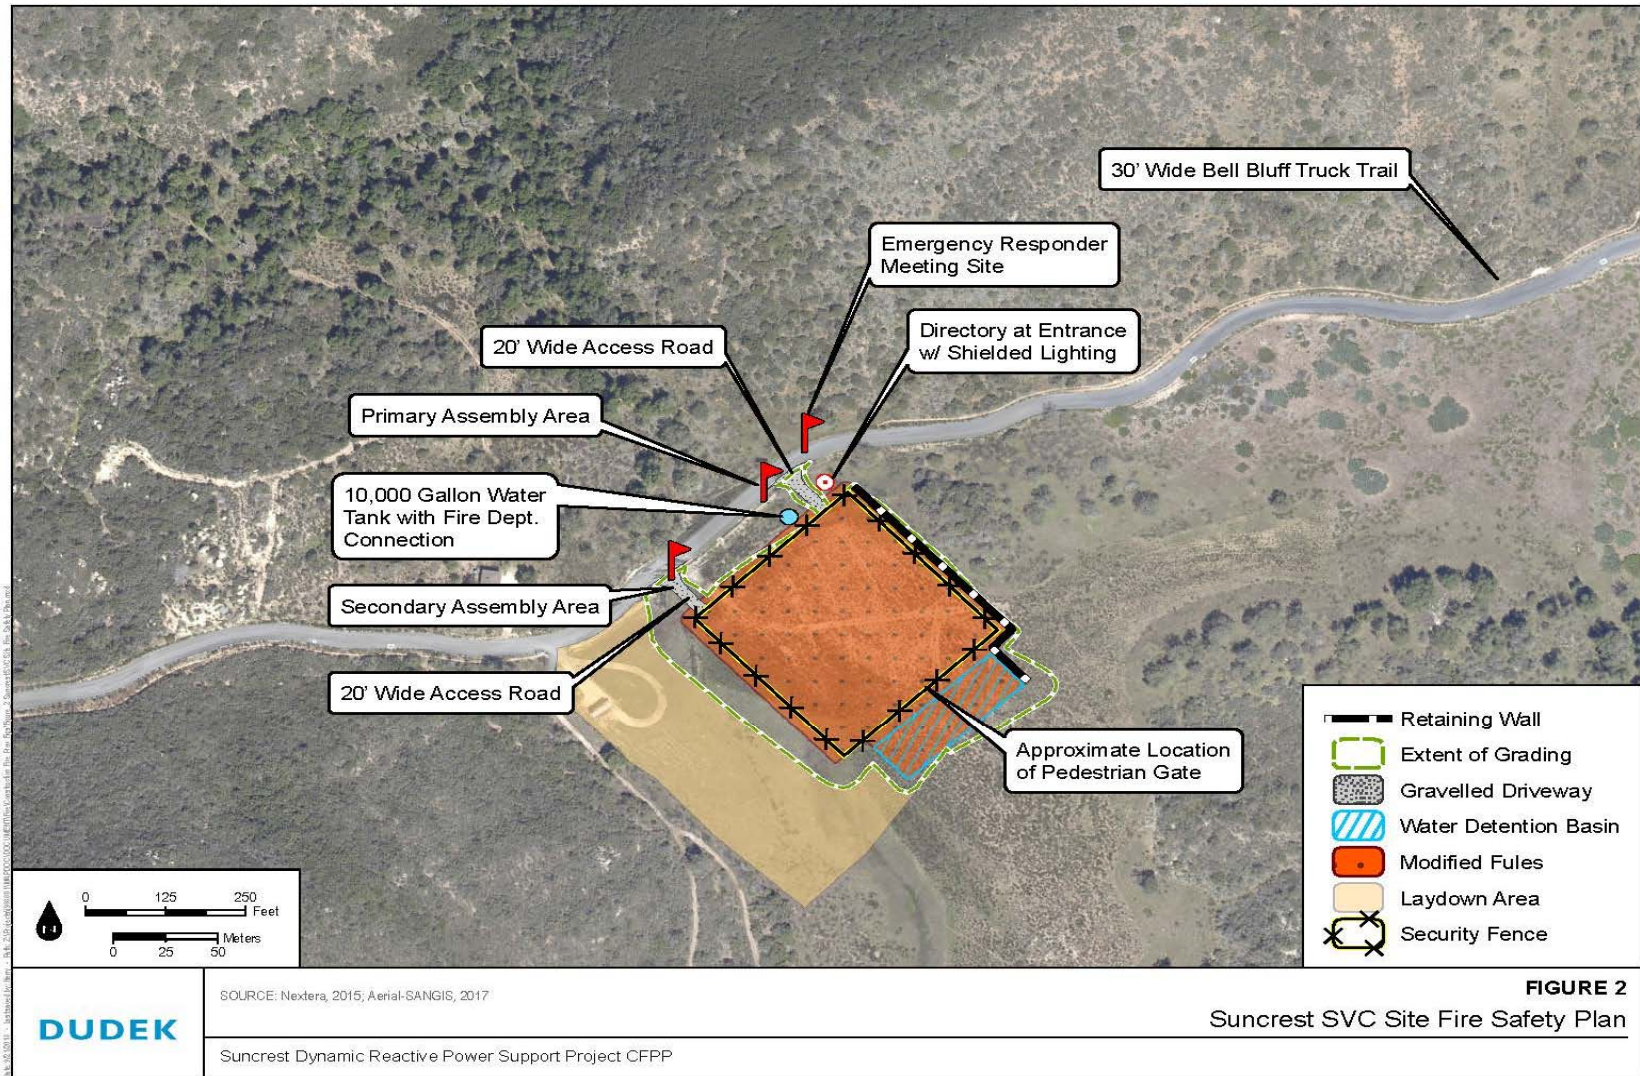 30' Wide Bell Bluff Truck Trail
Emergency Responder
Meeting Site
20' Wide Access Road
Directory at Entrance
w/ Shielded Lighting
Primary Assembly Area
10,000 Gallon Water
Tank with Fire Dept.
Connection
Secondary Assembly Area
20' Wide Access Road
Approximate Location
of Pedestrian Gate
Retaining Wall
Extent of Grading
Gravelled Driveway
Water Detention Basin
Modified Fules
Laydown Area
Security Fence
0 125 250
Feet
Meters
0 25 50
DUDEK
SOURCE: Nextera, 2015; Aerial-SANGIS, 2017
Suncrest Dynamic Reactive Power Support Project CFPP
FIGURE 2
Suncrest SVC Site Fire Safety Plan